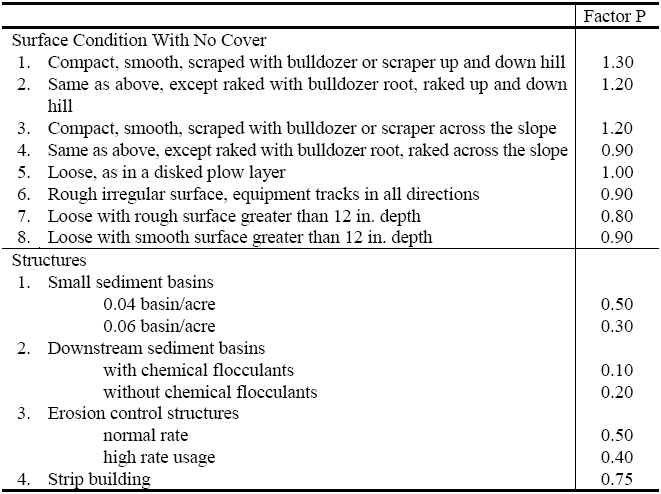 Factor P
Surface Condition With No Cover
1. Compact, smooth, scraped with bulldozer or scraper up and down hill 1.30
2. Same as above, except raked with bulldozer root, raked up and down 1.20
hill
3. Compact, smooth, scraped with bulldozer or scraper across the slope 1.20
4. Same as above, except raked with bulldozer root, raked across the slope 0.90
5. Loose, as in a disked plow layer 1.00
6. Rough irregular surface, equipment tracks in all directions 0.90
7. Loose with rough surface greater than 12 in. depth 0.80
8. Loose with smooth surface greater than 12 in. depth 0.90
Structures
1. Small sediment basins
0.04 basin/acre 0.50
0.06 basin/acre 0.30
2. Downstream sediment basins
with chemical flocculants 0.10
without chemical flocculants 0.20
3. Erosion control structures
normal rate 0.50
high rate usage 0.40
4. Strip building 0.75